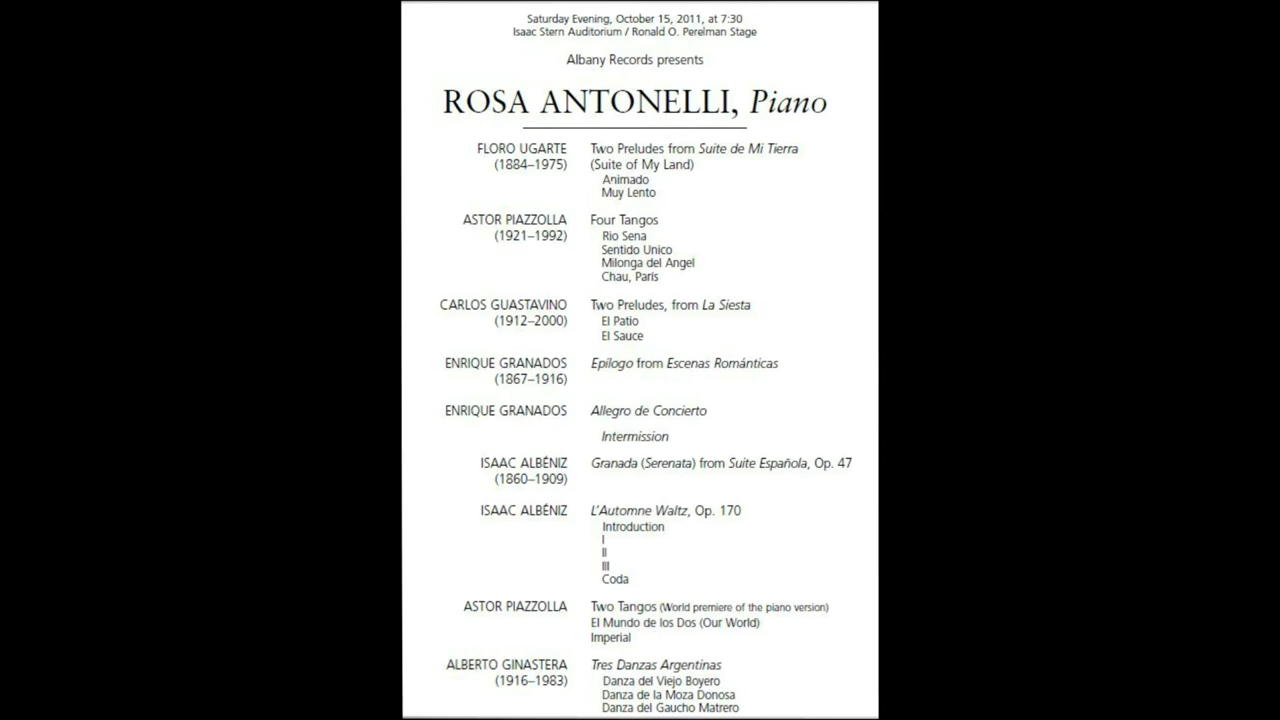 Saturday Evening, October 15, 2011, at 7:30
Isaac Stern Auditorium / Ronald O. Perelman Stage
Albany Records presents
ROSA ANTONELLI, Piano
FLORO UGARTE Two Preludes from Suite de Mi Tierra
(1884–1975) (Suite of My Land)
Animado
Muy Lento
ASTOR PIAZZOLLA Four Tangos
(1921–1992) Rio Sena
Sentido Unico
Milonga del Angel
Chau, Paris
CARLOS GUASTAVINO Two Preludes, from La Siesta
(1912–2000) El Patio
El Sauce
ENRIQUE GRANADOS Epílogo from Escenas Románticas
(1867–1916)
ENRIQUE GRANADOS Allegro de Concierto
Intermission
ISAAC ALBÉNIZ Granada (Serenata) from Suite Española, Op. 47
(1860–1909)
ISAAC ALBÉNIZ L'Automne Waltz, Op. 170
Introduction
I
II
III
Coda
ASTOR PIAZZOLLA Two Tangos (World premiere of the piano version)
El Mundo de los Dos (Our World)
Imperial
ALBERTO GINASTERA Tres Danzas Argentinas
(1916–1983) Danza del Viejo Boyero
Danza de la Moza Donosa
Danza del Gaucho Matrero